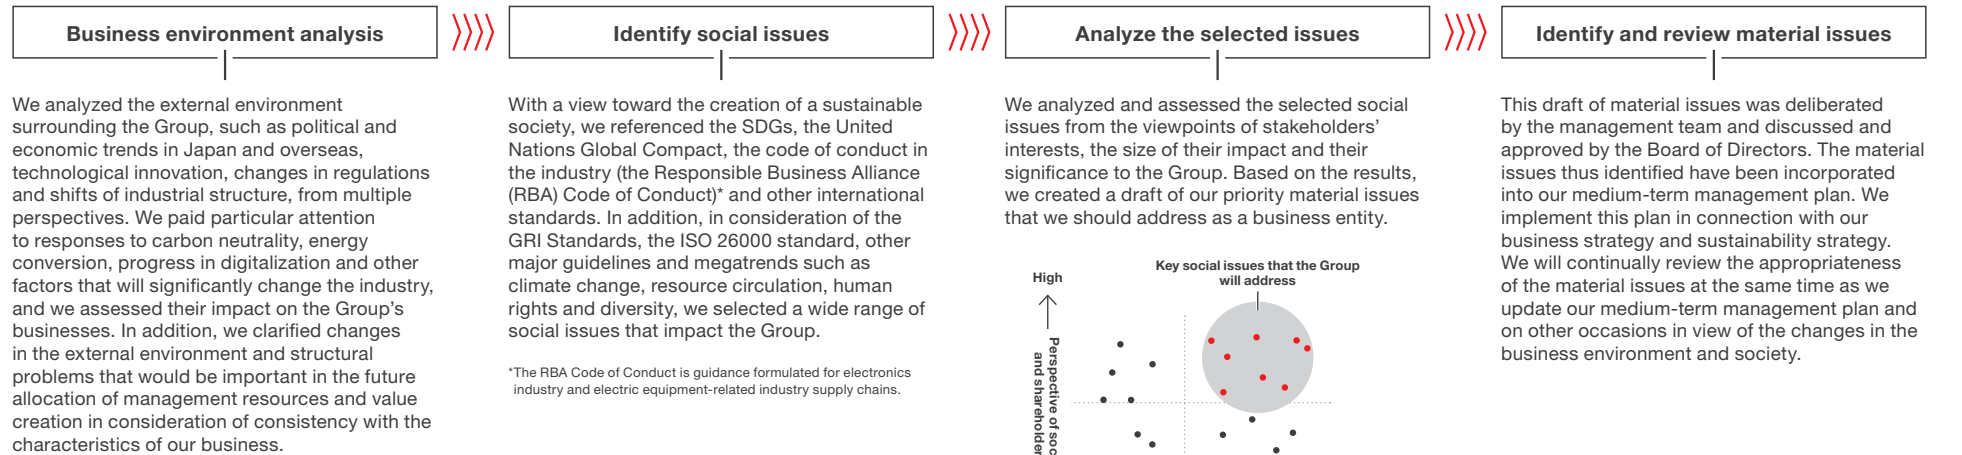 Business environment analysis
We analyzed the external environment
surrounding the Group, such as political and
economic trends in Japan and overseas,
technological innovation, changes in regulations
and shifts of industrial structure, from multiple
perspectives. We paid particular attention
to responses to carbon neutrality, energy
conversion, progress in digitalization and other
factors that will significantly change the industry,
and we assessed their impact on the Group's
businesses. In addition, we clarified changes
in the external environment and structural
problems that would be important in the future
allocation of management resources and value
creation in consideration of consistency with the
characteristics of our business.
Identify social issues
With a view toward the creation of a sustainable
society, we referenced the SDGs, the United
Nations Global Compact, the code of conduct in
the industry (the Responsible Business Alliance
(RBA) Code of Conduct)* and other international
standards. In addition, in consideration of the
GRI Standards, the ISO 26000 standard, other
major guidelines and megatrends such as
climate change, resource circulation, human
rights and diversity, we selected a wide range of
social issues that impact the Group.
*The RBA Code of Conduct is guidance formulated for electronics
industry and electric equipment-related industry supply chains.
Analyze the selected issues
We analyzed and assessed the selected social
issues from the viewpoints of stakeholders'
interests, the size of their impact and their
significance to the Group. Based on the results,
we created a draft of our priority material issues
that we should address as a business entity.
Key social issues that the Group
will address
High
Perspective of soc
and shareholder
Identify and review material issues
This draft of material issues was deliberated
by the management team and discussed and
approved by the Board of Directors. The material
issues thus identified have been incorporated
into our medium-term management plan. We
implement this plan in connection with our
business strategy and sustainability strategy.
We will continually review the appropriateness
of the material issues at the same time as we
update our medium-term management plan and
on other occasions in view of the changes in the
business environment and society.